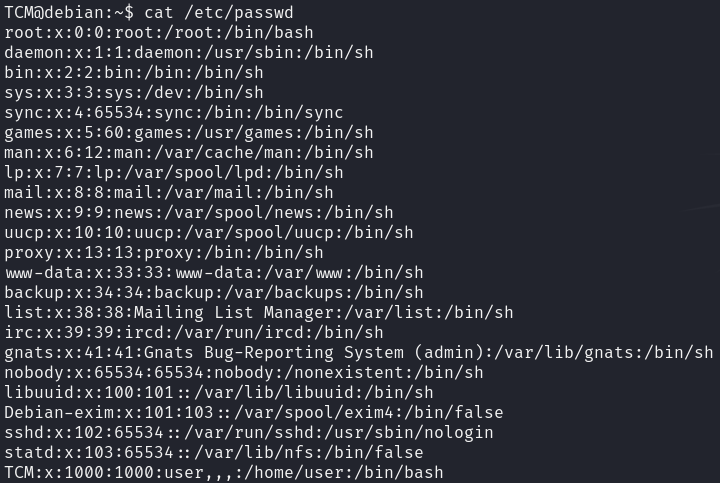 TCM@debian:~$ cat /etc/passwd
root:x:0:0:root:/root:/bin/bash
daemon:x:1:1:daemon:/usr/sbin:/bin/sh
bin:x:2:2:bin:/bin:/bin/sh
sys:x:3:3:sys:/dev:/bin/sh
sync:x:4:65534:sync:/bin:/bin/sync
games:x:5:60:games:/usr/games:/bin/sh
man:x:6:12:man:/var/cache/man:/bin/sh
lp:x:7:7:lp:/var/spool/lpd:/bin/sh
mail:x:8:8:mail:/var/mail:/bin/sh
news:x:9:9:news:/var/spool/news:/bin/sh
uucp:x:10:10:uucp:/var/spool/uucp:/bin/sh
proxy:x:13:13:proxy:/bin:/bin/sh
www-data:x:33:33:www-data:/var/www:/bin/sh
backup:x:34:34:backup:/var/backups:/bin/sh
list:x:38:38:Mailing List Manager:/var/list:/bin/sh
irc:x:39:39:ircd:/var/run/ircd:/bin/sh
gnats:x:41:41:Gnats Bug-Reporting System (admin):/var/lib/gnats:/bin/sh
nobody:x:65534:65534:nobody:/nonexistent:/bin/sh
libuuid:x:100:101::/var/lib/libuuid:/bin/sh
Debian-exim:x:101:103::/var/spool/exim4:/bin/false
sshd:x:102:65534::/var/run/sshd:/usr/sbin/nologin
statd:x:103:65534::/var/lib/nfs:/bin/false
TCM:x:1000:1000:user,,,:/home/user:/bin/bash